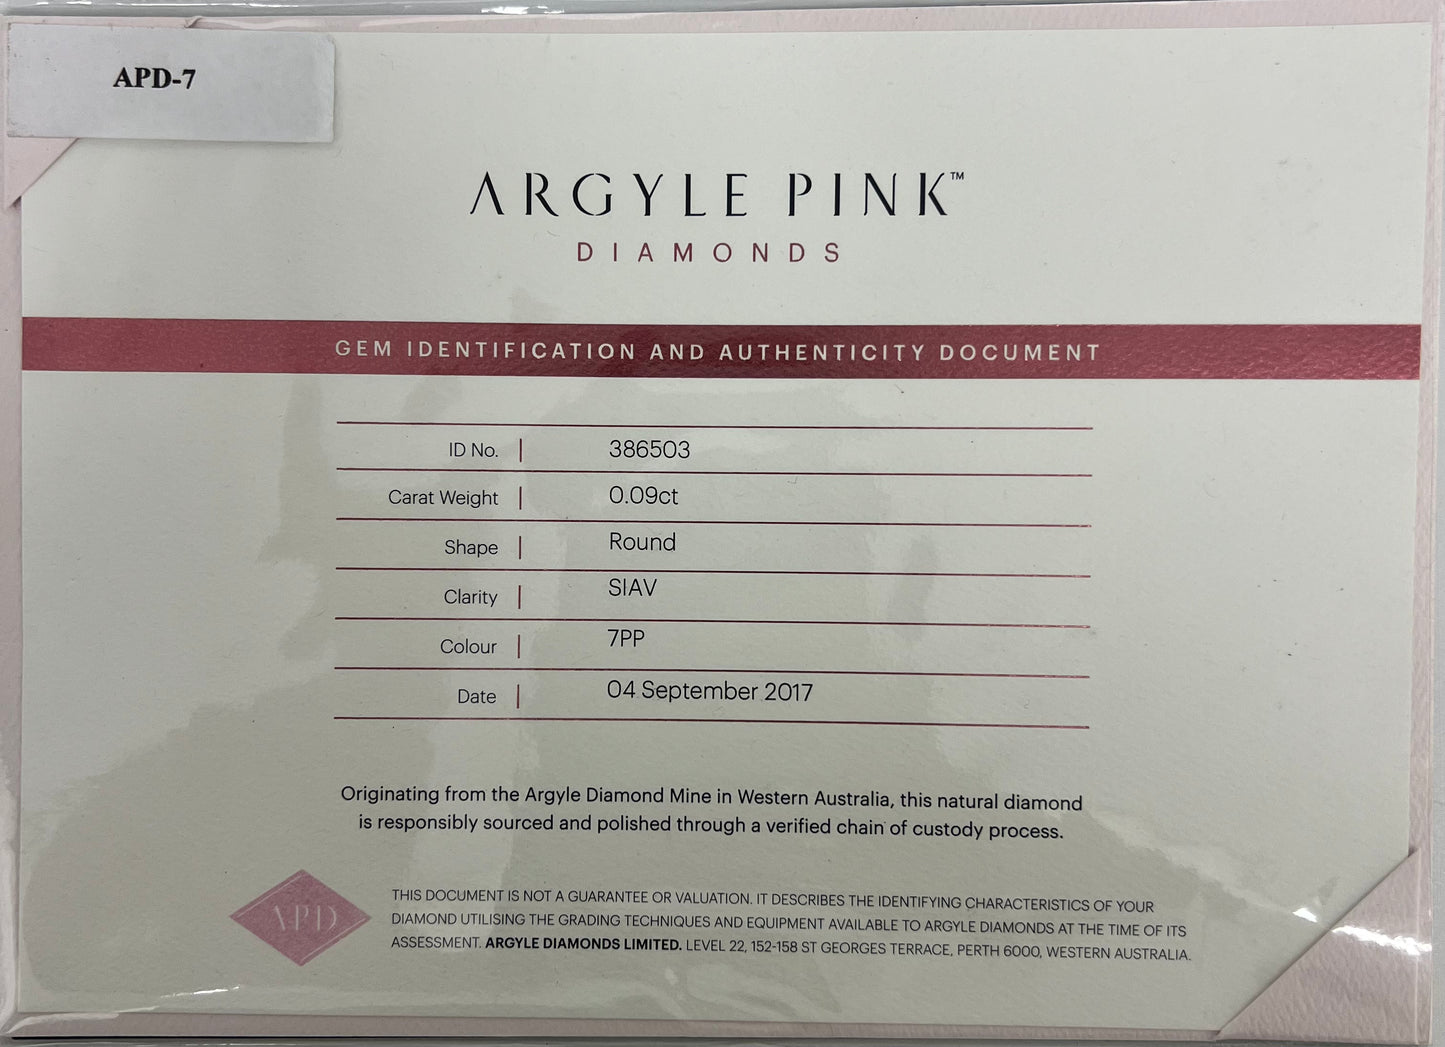 APD-7
ARGYLE PINK™
DIAMONDS
GEM IDENTIFICATION AND AUTHENTICITY DOCUMENT
ID No. | 386503
Carat Weight | 0.09ct
Shape | Round
Clarity | SIAV
Colour | 7PP
Date | 04 September 2017
Originating from the Argyle Diamond Mine in Western Australia, this natural diamond
is responsibly sourced and polished through a verified chain of custody process.
APD
THIS DOCUMENT IS NOT A GUARANTEE OR VALUATION. IT DESCRIBES THE IDENTIFYING CHARACTERISTICS OF YOUR
DIAMOND UTILISING THE GRADING TECHNIQUES AND EQUIPMENT AVAILABLE TO ARGYLE DIAMONDS AT THE TIME OF ITS
ASSESSMENT. ARGYLE DIAMONDS LIMITED. LEVEL 22, 152-158 ST GEORGES TERRACE, PERTH 6000, WESTERN AUSTRALIA.